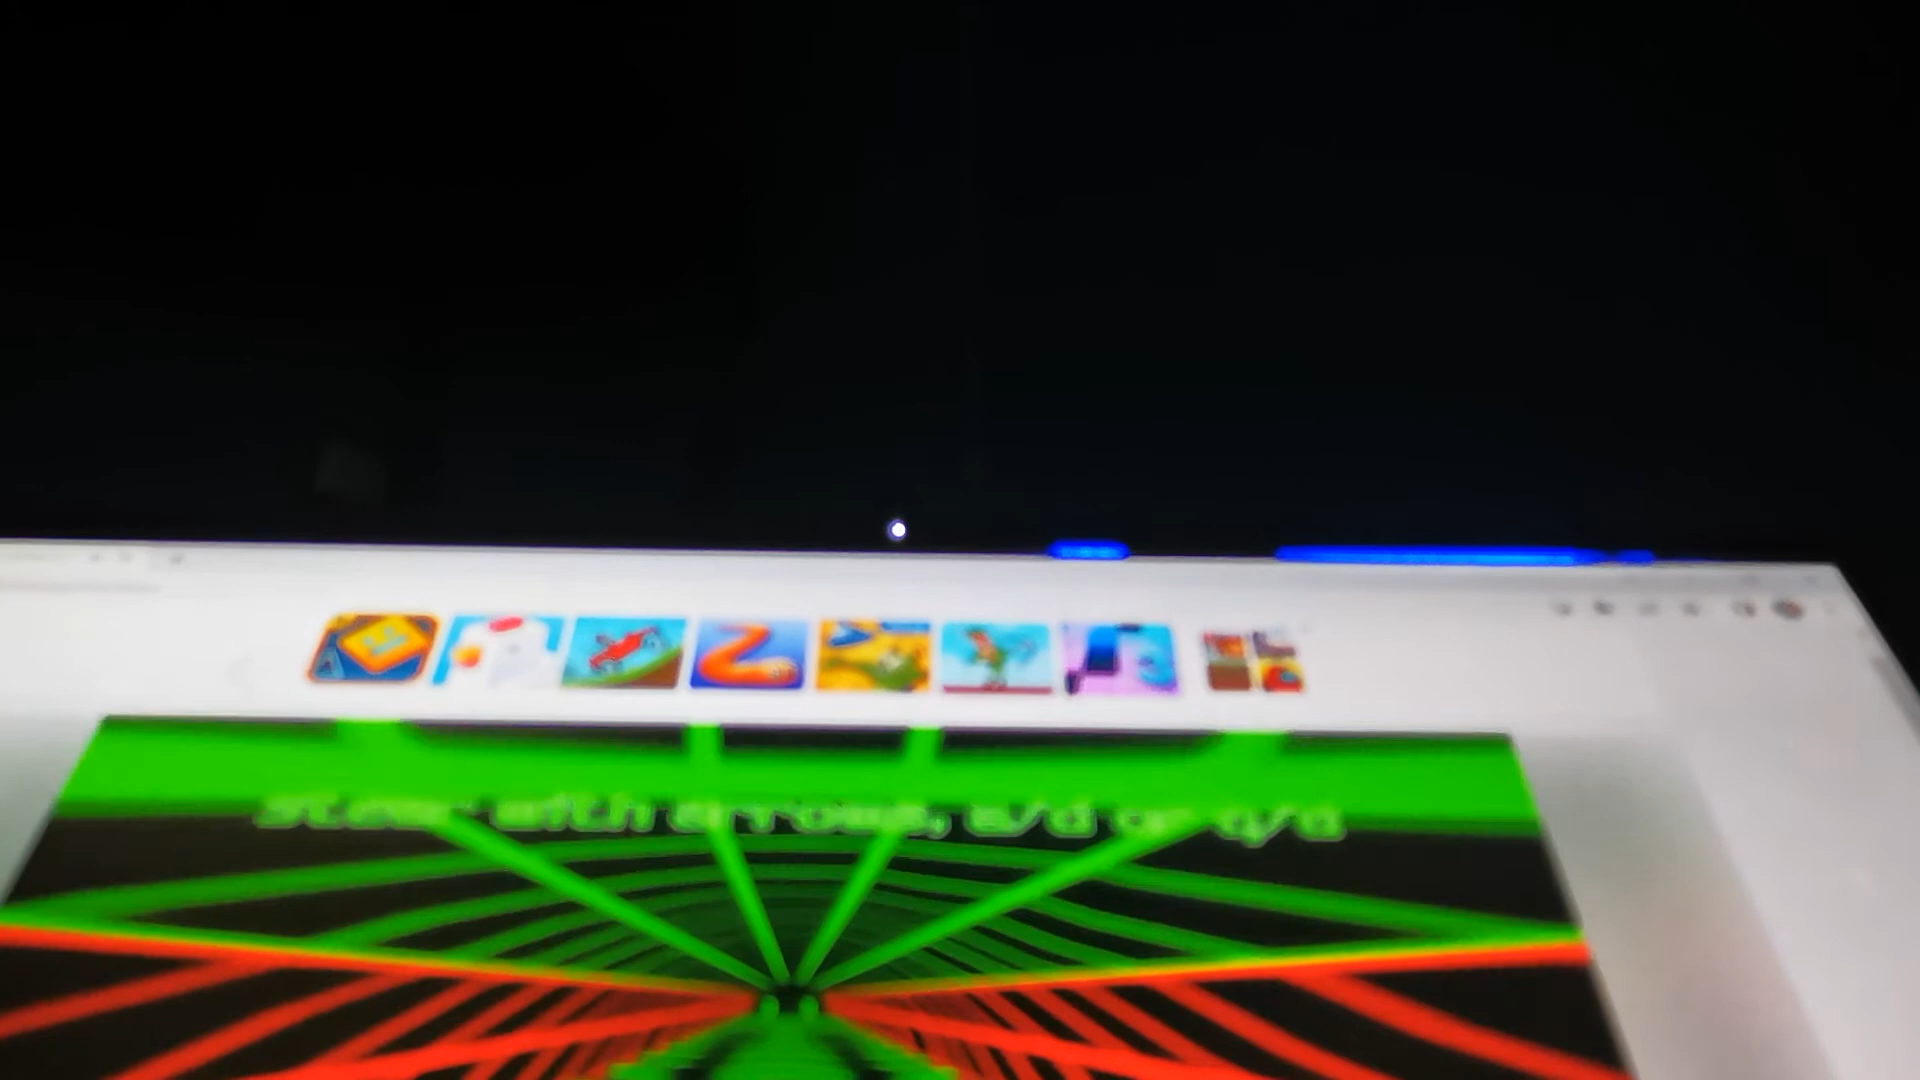 Steer with arrows, a/d or q/d